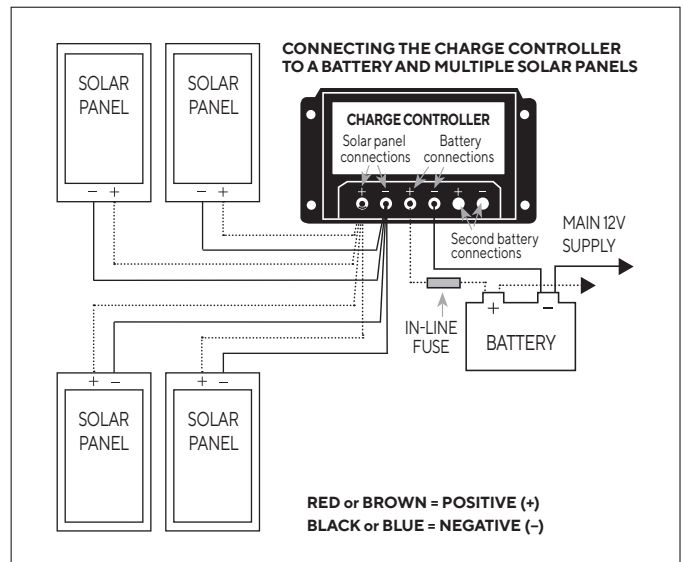 CONNECTING THE CHARGE CONTROLLER
TO A BATTERY AND MULTIPLE SOLAR PANELS
SOLAR
PANEL
− +
SOLAR
PANEL
− +
CHARGE CONTROLLER
Solar panel
connections
Battery
connections
+ − + − + −
Second battery
connections
MAIN 12V
SUPPLY
IN-LINE
FUSE
+ −
BATTERY
+ −
SOLAR
PANEL
+ −
SOLAR
PANEL
RED or BROWN = POSITIVE (+)
BLACK or BLUE = NEGATIVE (−)